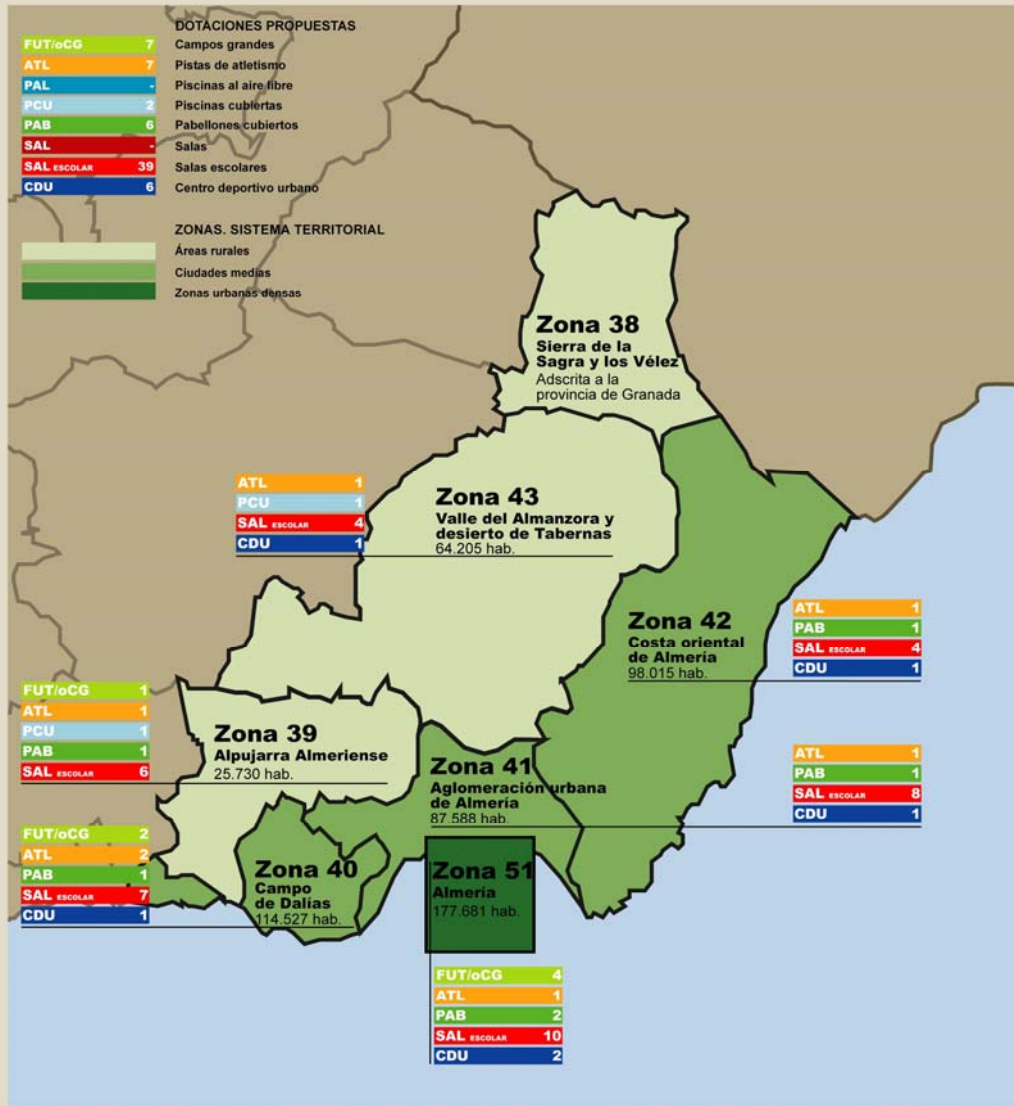 DOTACIONES PROPUESTAS
FUT/oCG 7 Campos grandes
ATL 7 Pistas de atletismo
PAL - Piscinas al aire libre
PCU 2 Piscinas cubiertas
PAB 6 Pabellones cubiertos
SAL - Salas
SAL ESCOLAR 39 Salas escolares
CDU 6 Centro deportivo urbano
ZONAS. SISTEMA TERRITORIAL
Áreas rurales
Ciudades medias
Zonas urbanas densas
Zona 38
Sierra de la
Sagra y los Vélez
Adscrita a la
provincia de Granada
ATL 1
PCU 1
SAL ESCOLAR 4
CDU 1
Zona 43
Valle del Almanzora y
desierto de Tabernas
64.205 hab.
Zona 42
Costa oriental
de Almería
98.015 hab.
ATL 1
PAB 1
SAL ESCOLAR 4
CDU 1
FUT/oCG 1
ATL 1
PCU 1
PAB 1
SAL ESCOLAR 6
Zona 39
Alpujarra Almeriense
25.730 hab.
Zona 41
Aglomeración urbana
de Almería
87.588 hab.
ATL 1
PAB 1
SAL ESCOLAR 8
CDU 1
FUT/oCG 2
ATL 2
PAB 1
SAL ESCOLAR 7
CDU 1
Zona 40
Campo
de Dalías
114.527 hab.
Zona 51
Almería
177.681 hab.
FUT/oCG 4
ATL 1
PAB 2
SAL ESCOLAR 10
CDU 2